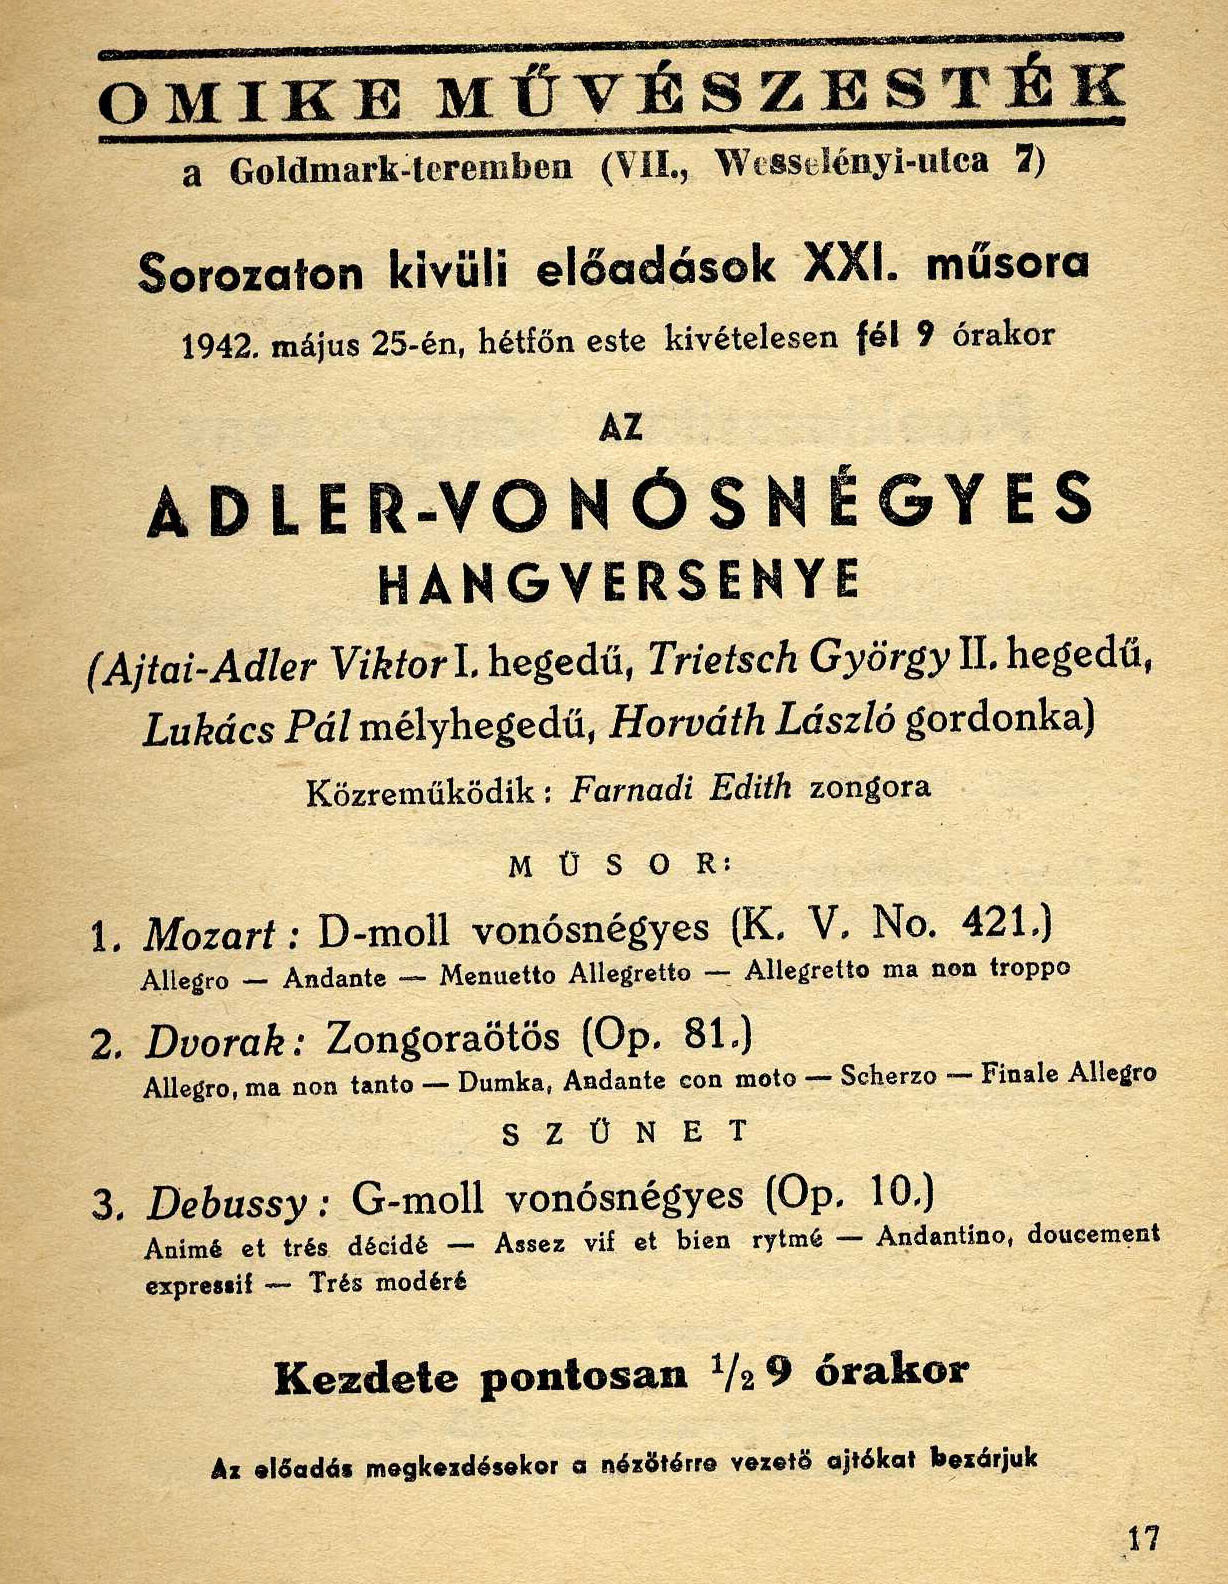 OMIKE MŰVÉSZESTÉK
a Goldmark-teremben (VII., Wesselényi-utca 7)
Sorozaton kivüli előadások XXI. műsora
1942. május 25-én, hétfőn este kivételesen fél 9 órakor
AZ
ADLER-VONÓSNÉGYES
HANGVERSENYE
(Ajtai-Adler Viktor I. hegedű, Trietsch György II. hegedű,
Lukács Pál mélyhegedű, Horváth László gordonka)
Közreműködik: Farnadi Edith zongora
MŰSOR:
1. Mozart: D-moll vonósnégyes (K. V. No. 421.)
Allegro — Andante — Menuetto Allegretto — Allegretto ma non troppo
2. Dvorak: Zongoraötös (Op. 81.)
Allegro, ma non tanto — Dumka, Andante con moto — Scherzo — Finale Allegro
SZÜNET
3. Debussy: G-moll vonósnégyes (Op. 10.)
Animé et trés décidé — Assez vif et bien rytmé — Andantino, doucement
expressif — Trés modéré
Kezdete pontosan ½9 órakor
Az előadás megkezdésekor a nézőtérre vezető ajtókat bezárjuk
17